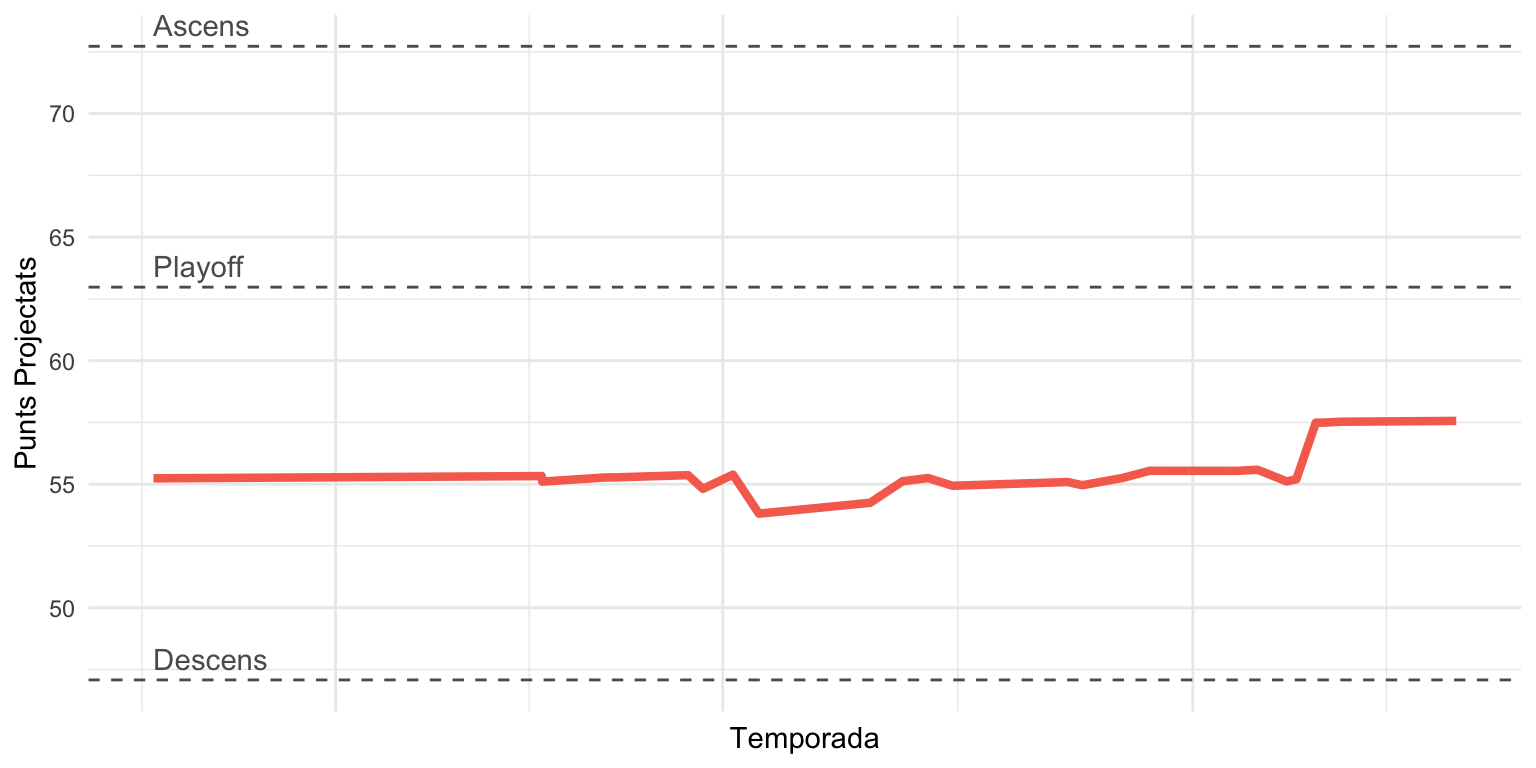 Ascens
70
65
Playoff
60
55
50
Descens
Punts Projectats
Temporada